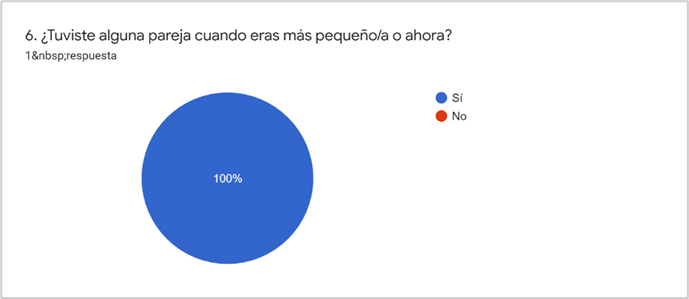 6. ¿Tuviste alguna pareja cuando eras más pequeño/a o ahora?
1&nbsp;respuesta
Sí
No
100%